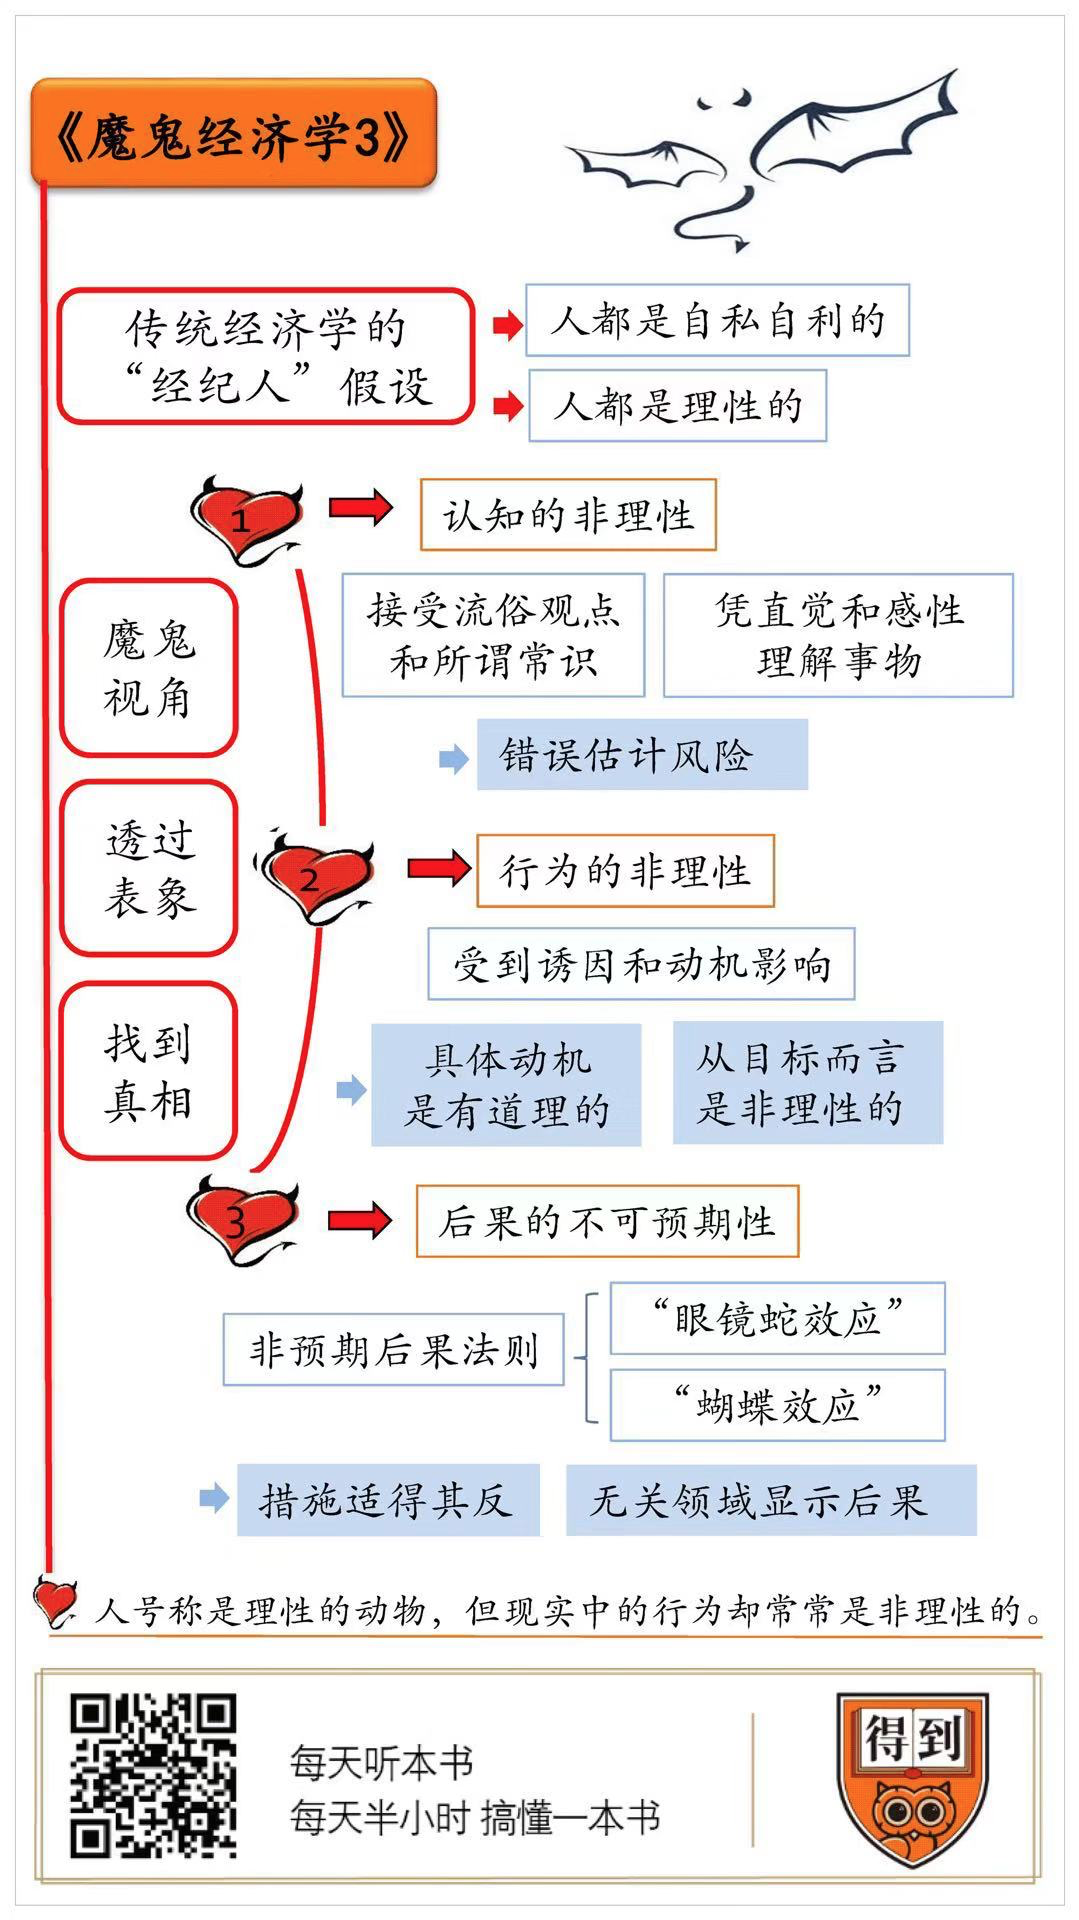 《魔鬼经济学3》
传统经济学的
“经纪人”假设
人都是自私自利的
人都是理性的
1
认知的非理性
接受流俗观点
和所谓常识
凭直觉和感性
理解事物
错误估计风险
魔鬼
视角
透过
表象
找到
真相
2
行为的非理性
受到诱因和动机影响
具体动机
是有道理的
从目标而言
是非理性的
3
后果的不可预期性
非预期后果法则
“眼镜蛇效应”
“蝴蝶效应”
措施适得其反
无关领域显示后果
人号称是理性的动物，但现实中的行为却常常是非理性的。
每天听本书
每天半小时 搞懂一本书
得到